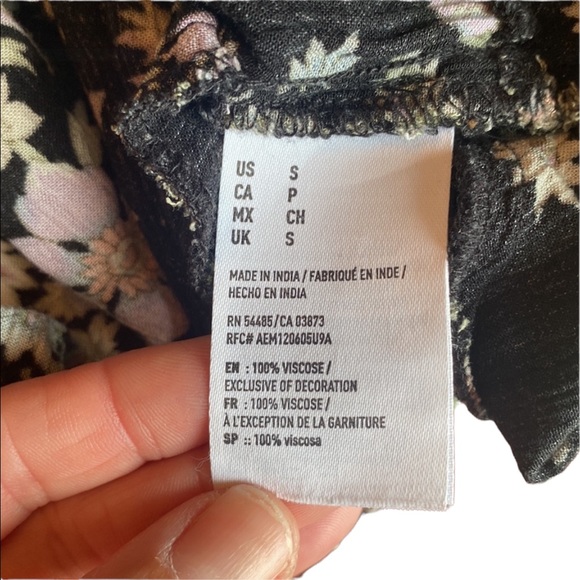 US S
CA P
MX CH
UK S
MADE IN INDIA / FABRIQUÉ EN INDE /
HECHO EN INDIA
RN 54485/CA 03873
RFC# AEM120605U9A
EN : 100% VISCOSE /
EXCLUSIVE OF DECORATION
FR : 100% VISCOSE /
À L'EXCEPTION DE LA GARNITURE
SP :: 100% viscosa